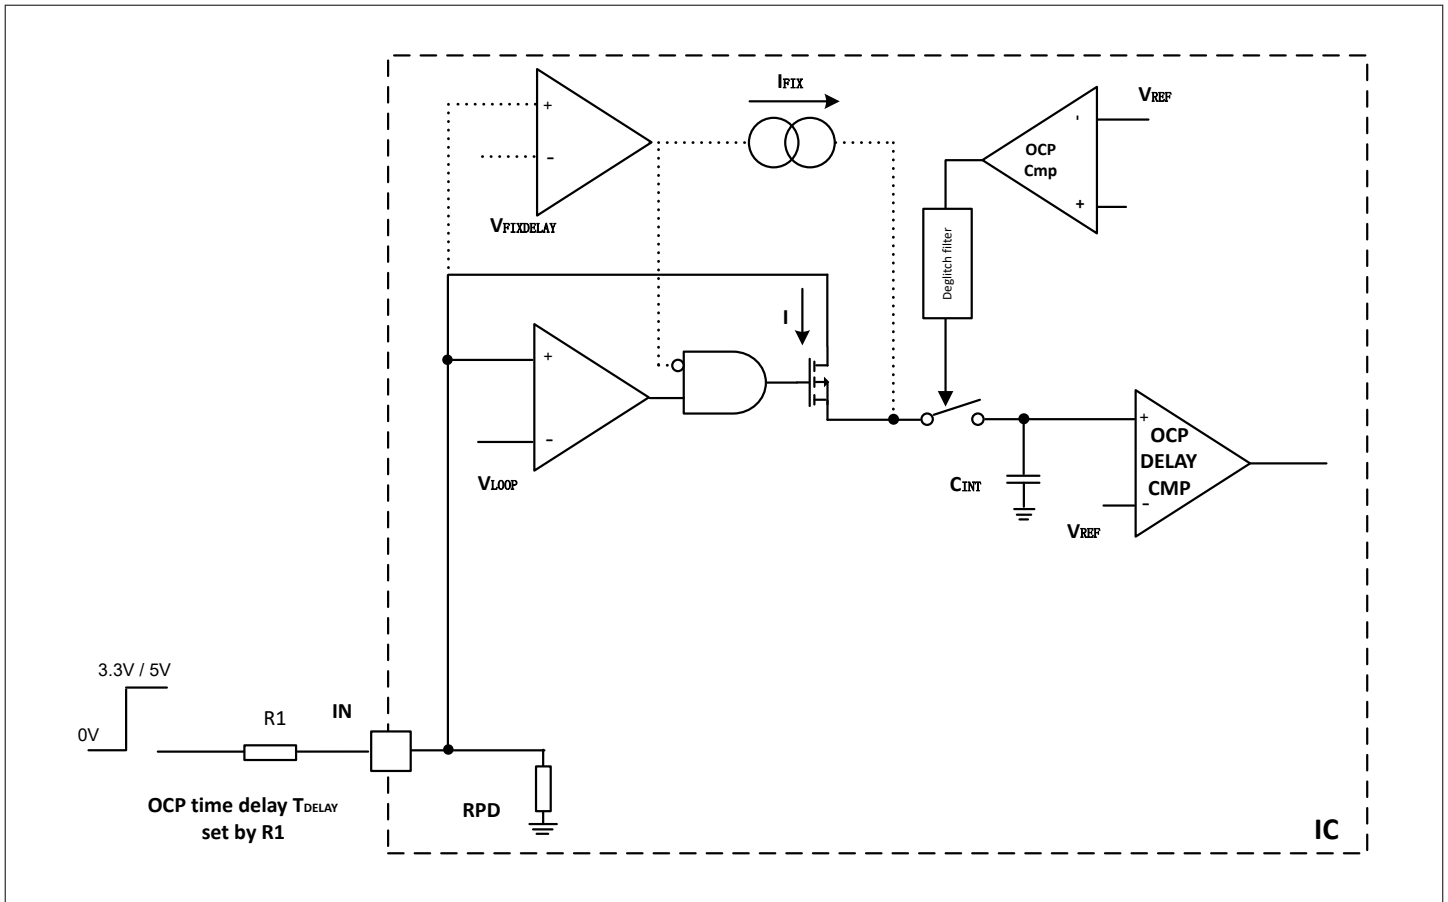 IFIX
VREF
+
-
OCP
Cmp
-
+
VFIXDELAY
Deglitch filter
I
+
-
VLOOP
+
OCP
DELAY
CMP
-
CINT
VREF
3.3V / 5V
0V
R1
IN
OCP time delay TDELAY
set by R1
RPD
IC